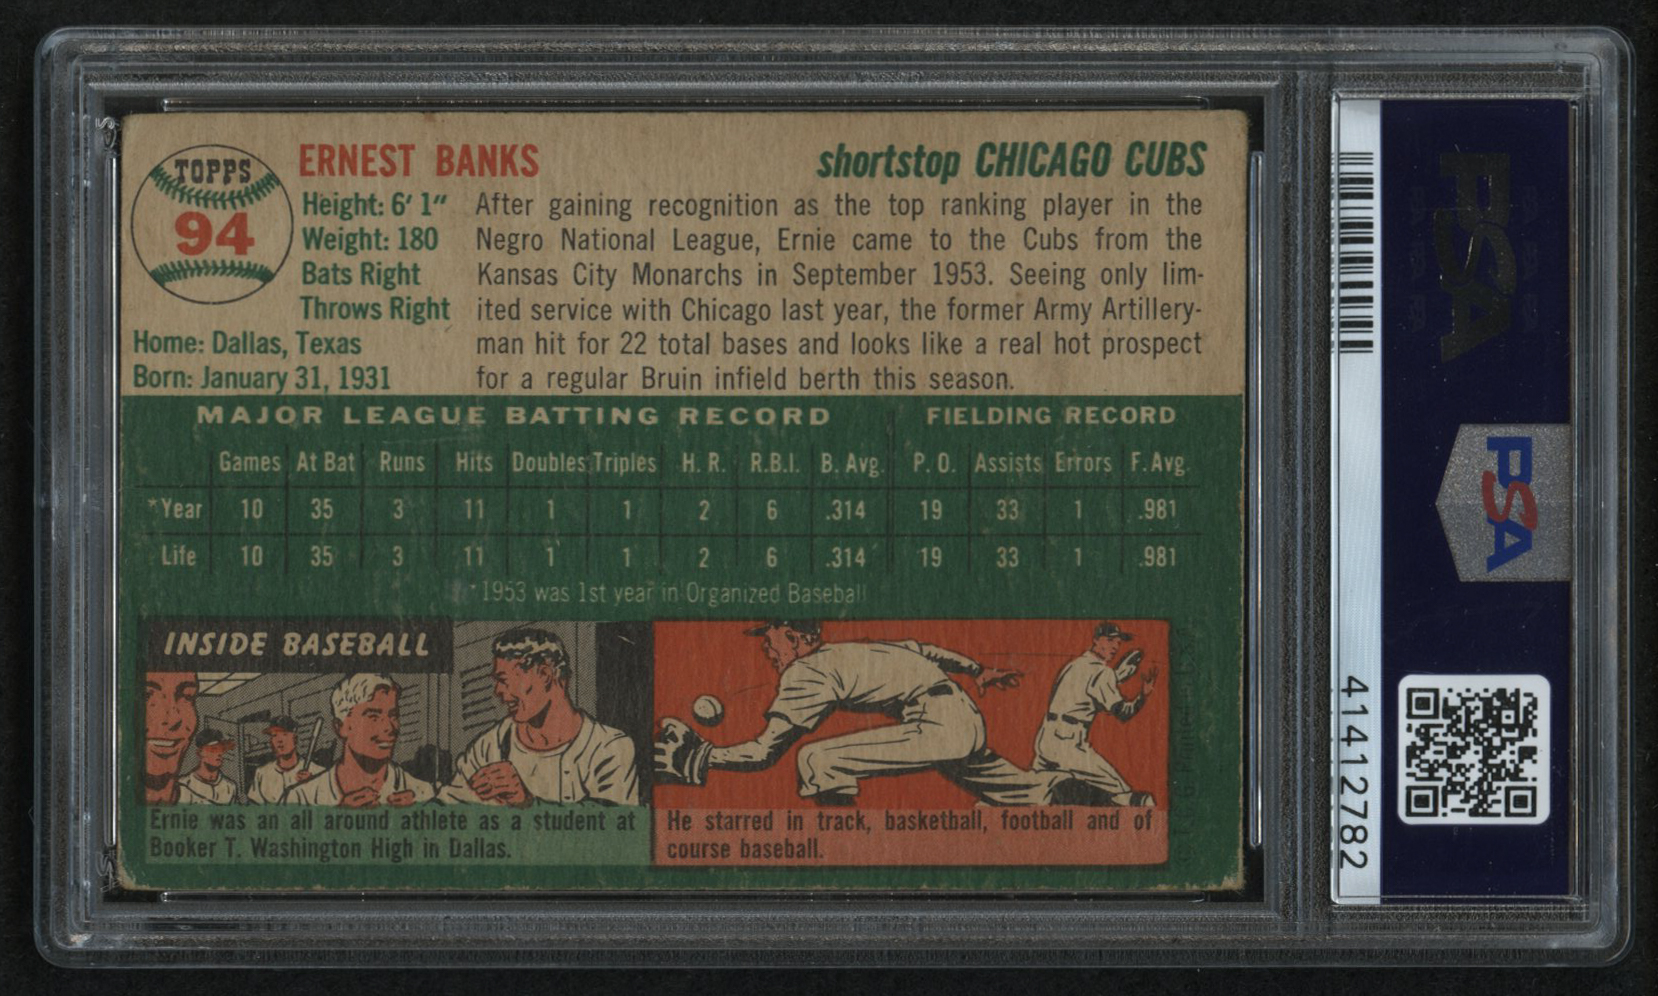 TOPPS
94
ERNEST BANKS
shortstop CHICAGO CUBS
Height: 6' 1"
Weight: 180
Bats Right
Throws Right
Home: Dallas, Texas
Born: January 31, 1931
After gaining recognition as the top ranking player in the
Negro National League, Ernie came to the Cubs from the
Kansas City Monarchs in September 1953. Seeing only lim-
ited service with Chicago last year, the former Army Artillery-
man hit for 22 total bases and looks like a real hot prospect
for a regular Bruin infield berth this season.
MAJOR LEAGUE BATTING RECORD FIELDING RECORD
Games At Bat Runs Hits Doubles Triples H. R. R.B.I. B. Avg. P. O. Assists Errors F. Avg.
*Year 10 35 3 11 1 1 2 6 .314 19 33 1 .981
Life 10 35 3 11 1 1 2 6 .314 19 33 1 .981
*1953 was 1st year in Organized Baseball
INSIDE BASEBALL
Ernie was an all around athlete as a student at
Booker T. Washington High in Dallas.
He starred in track, basketball, football and of
course baseball.
PSA
PSA
41412782